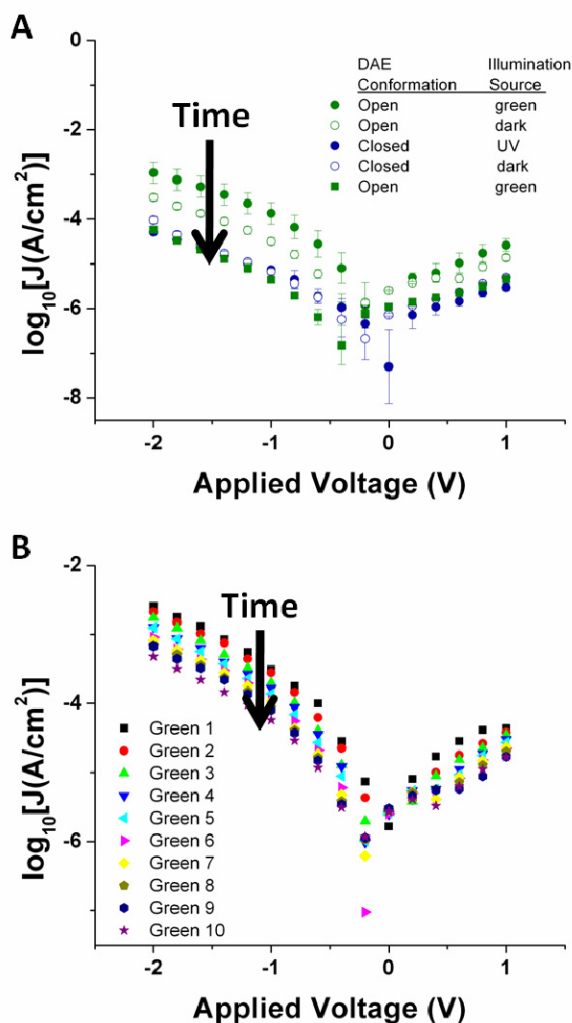 A
DAE Illumination
Conformation Source
Open green
Open dark
Closed UV
Closed dark
Open green
Time
0
-2
-4
-6
-8
log10[J(A/cm2)]
-2 -1 0 1
Applied Voltage (V)
B
Time
-2
-4
-6
log10[J(A/cm2)]
Green 1
Green 2
Green 3
Green 4
Green 5
Green 6
Green 7
Green 8
Green 9
Green 10
-2 -1 0 1
Applied Voltage (V)